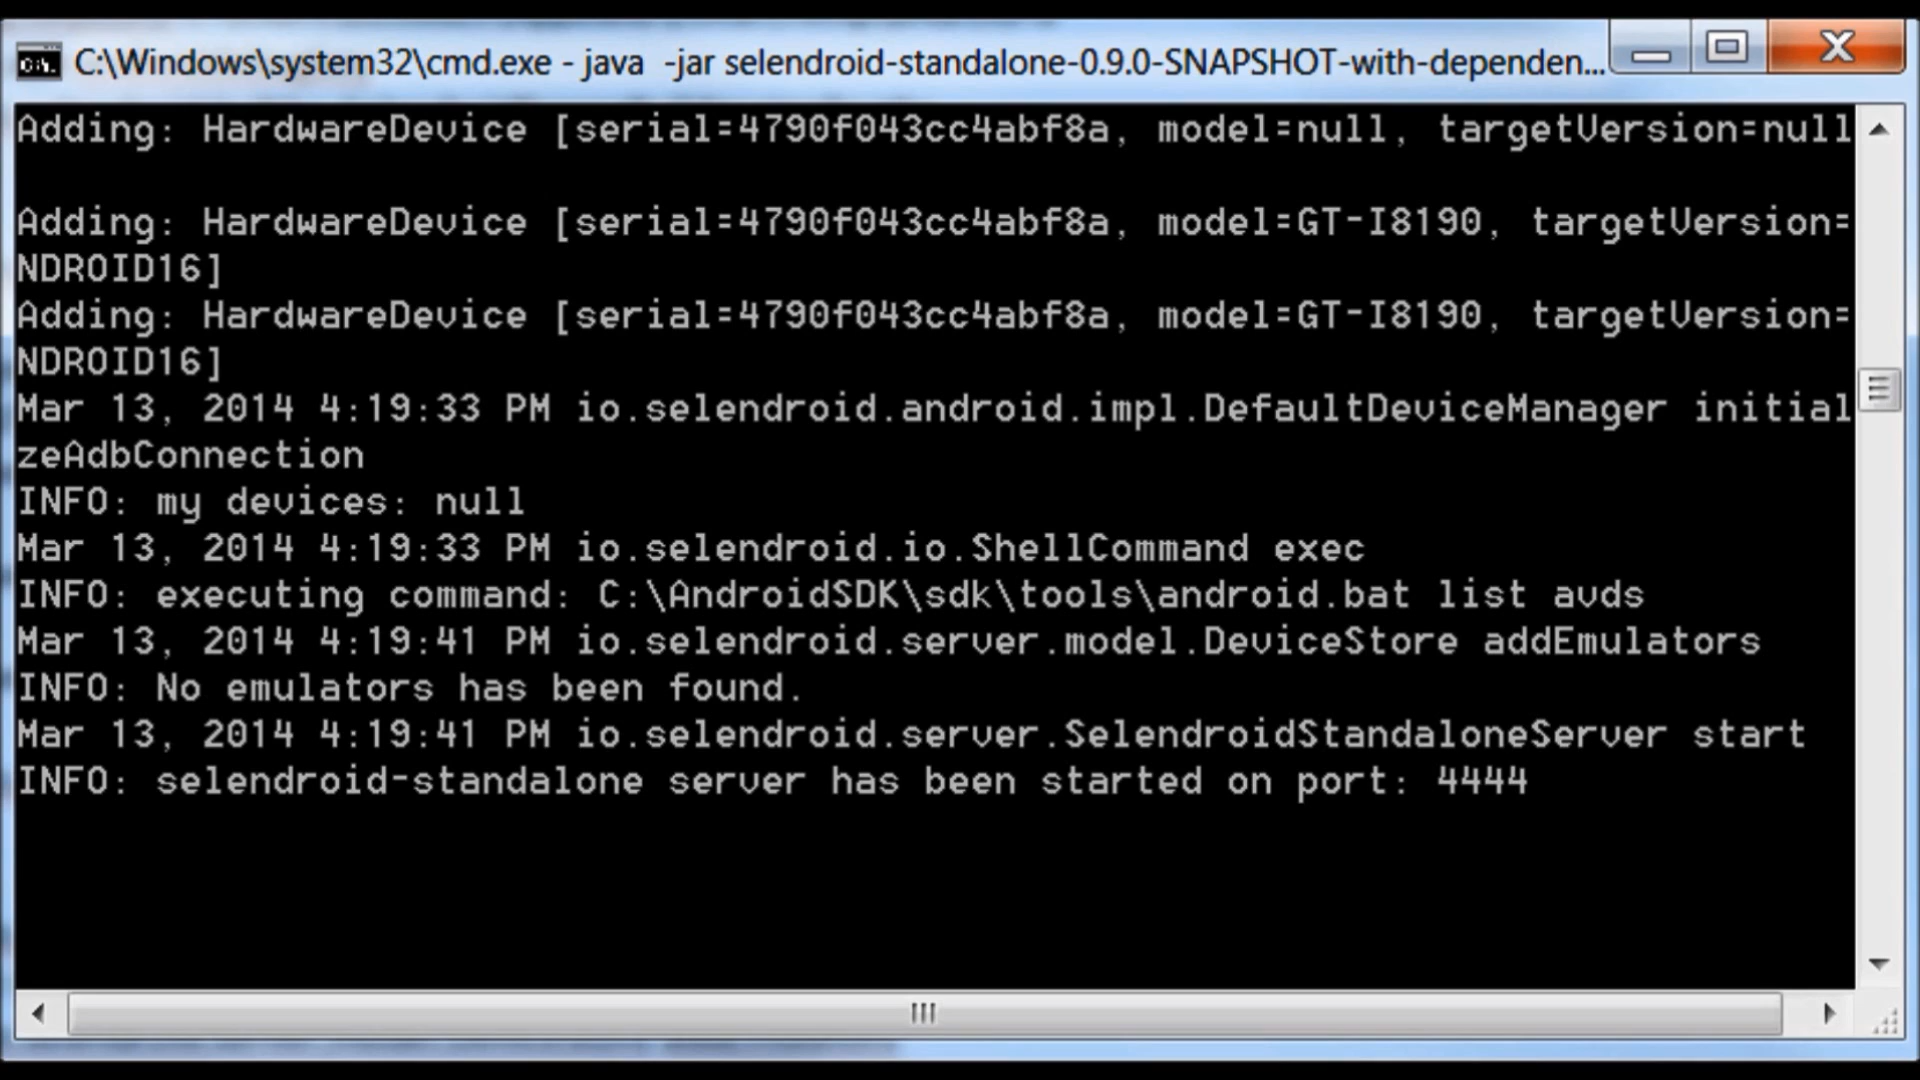 C:\Windows\system32\cmd.exe - java -jar selendroid-standalone-0.9.0-SNAPSHOT-with-dependen...
Adding: HardwareDevice [serial=4790f043cc4abf8a, model=null, targetVersion=null
Adding: HardwareDevice [serial=4790f043cc4abf8a, model=GT-I8190, targetVersion=
NDROID16]
Adding: HardwareDevice [serial=4790f043cc4abf8a, model=GT-I8190, targetVersion=
NDROID16]
Mar 13, 2014 4:19:33 PM io.selendroid.android.impl.DefaultDeviceManager initial
zeAdbConnection
INFO: my devices: null
Mar 13, 2014 4:19:33 PM io.selendroid.io.ShellCommand exec
INFO: executing command: C:\AndroidSDK\sdk\tools\android.bat list avds
Mar 13, 2014 4:19:41 PM io.selendroid.server.model.DeviceStore addEmulators
INFO: No emulators has been found.
Mar 13, 2014 4:19:41 PM io.selendroid.server.SelendroidStandaloneServer start
INFO: selendroid-standalone server has been started on port: 4444